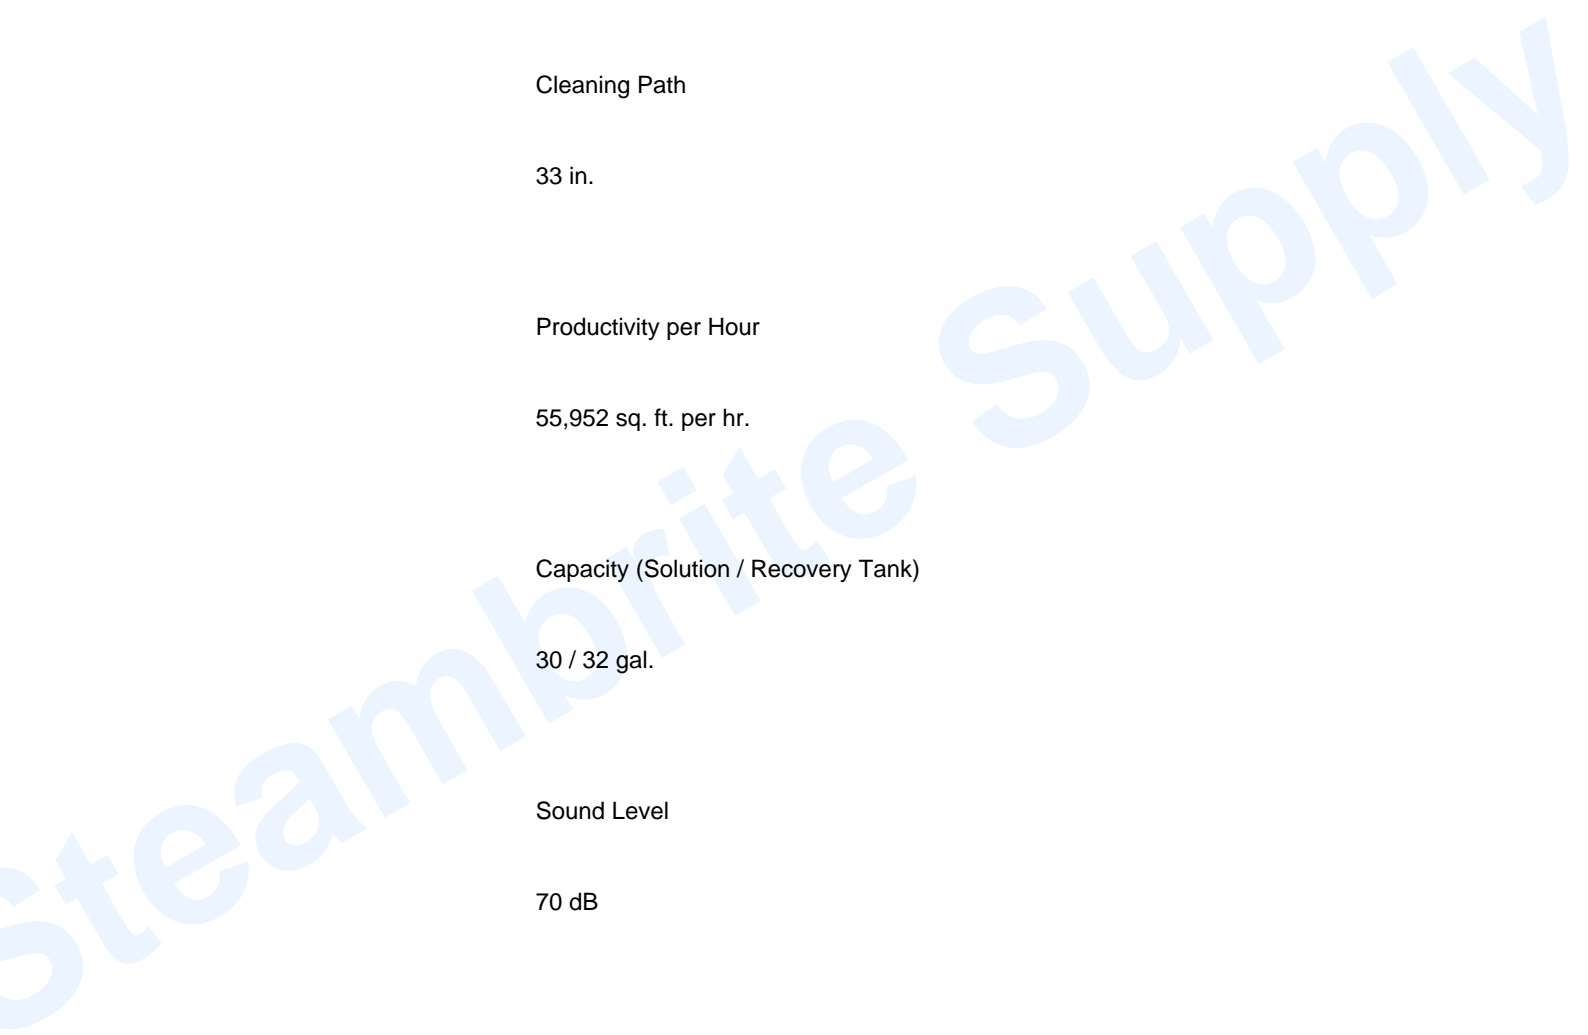 Cleaning Path
33 in.
Productivity per Hour
55,952 sq. ft. per hr.
Capacity (Solution / Recovery Tank)
30 / 32 gal.
Sound Level
70 dB
Steambrite Supply